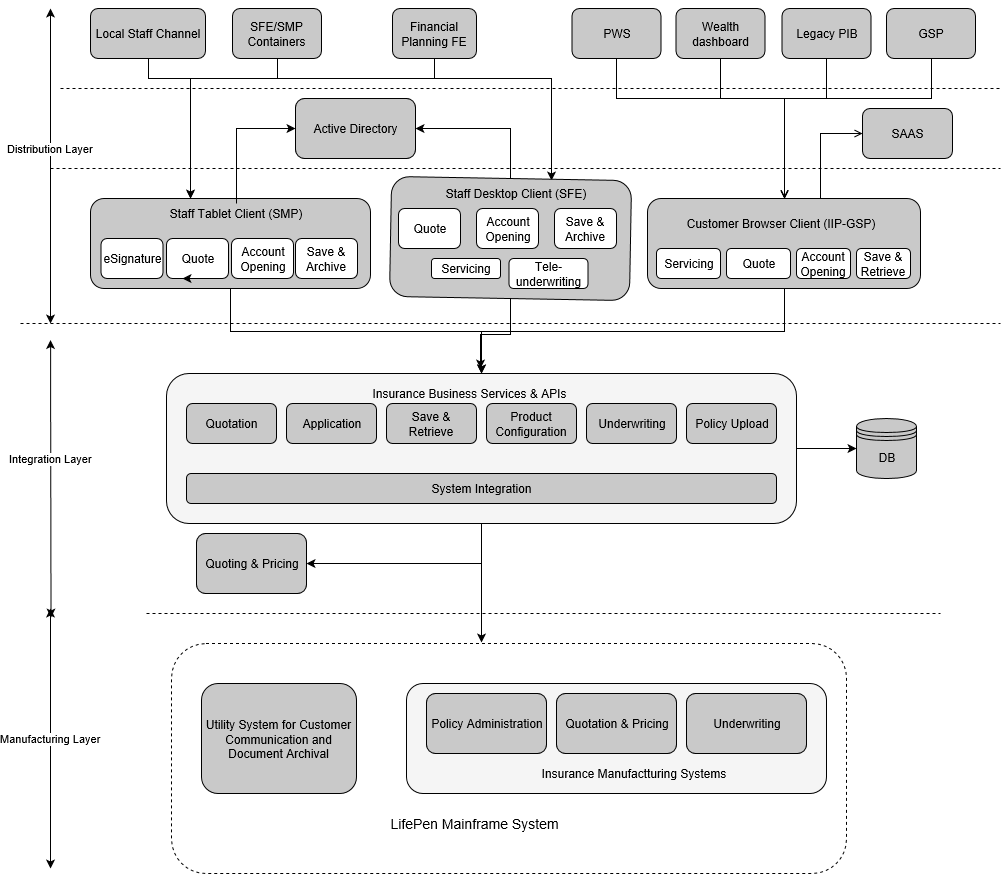 Local Staff Channel
SFE/SMP
Containers
Financial
Planning FE
PWS
Wealth
dashboard
Legacy PIB
GSP
Active Directory
SAAS
Distribution Layer
Staff Tablet Client (SMP)
eSignature
Quote
Account
Opening
Save &
Archive
Staff Desktop Client (SFE)
Quote
Account
Opening
Save &
Archive
Servicing
Tele-
underwriting
Customer Browser Client (IIP-GSP)
Servicing
Quote
Account
Opening
Save &
Retrieve
Insurance Business Services & APIs
Quotation
Application
Save &
Retrieve
Product
Configuration
Underwriting
Policy Upload
System Integration
DB
Integration Layer
Quoting & Pricing
Manufacturing Layer
Utility System for Customer
Communication and
Document Archival
Policy Administration
Quotation & Pricing
Underwriting
Insurance Manufactturing Systems
LifePen Mainframe System